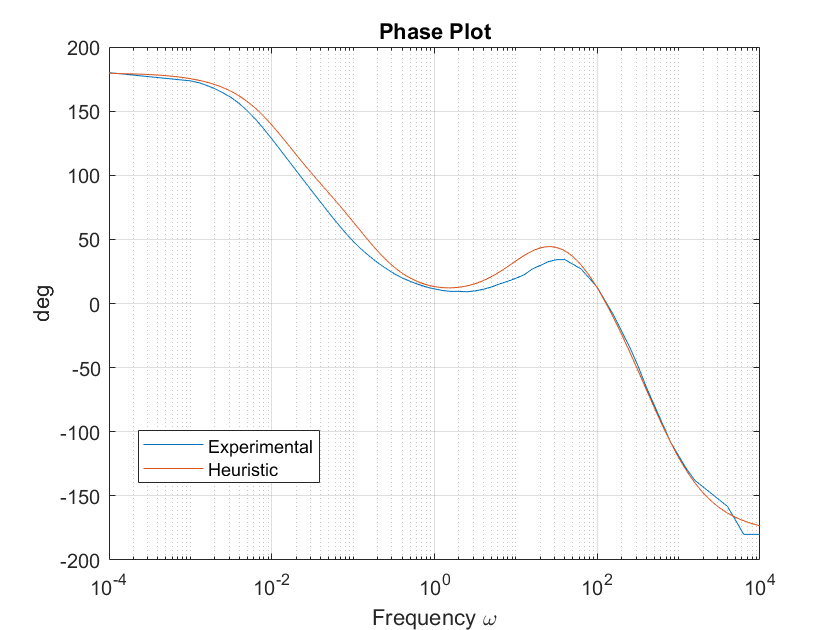 Phase Plot
200
150
100
50
0
-50
-100
-150
-200
deg
Experimental
Heuristic
10^-4
10^-2
10^0
10^2
10^4
Frequency ω